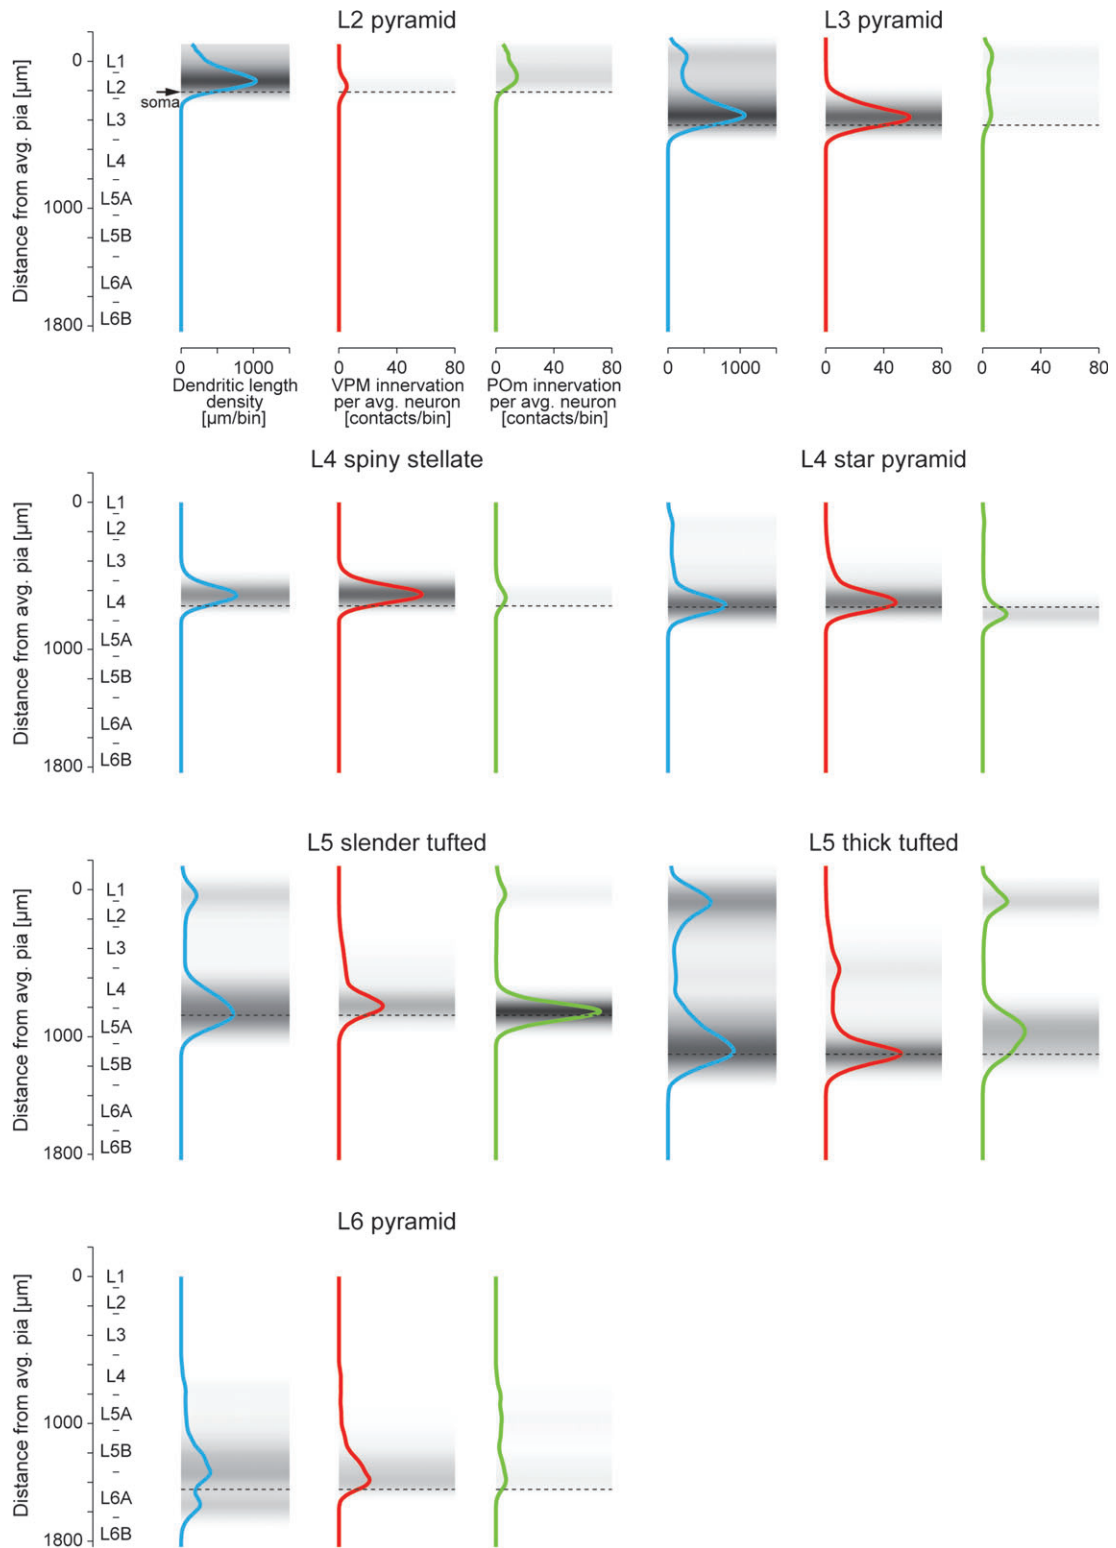 L2 pyramid
L3 pyramid
Distance from avg. pia [µm]
0
1000
1800
L1
L2
L3
L4
L5A
L5B
L6A
L6B
soma
0 1000
Dendritic length
density
[µm/bin]
0 40 80
VPM innervation
per avg. neuron
[contacts/bin]
0 40 80
POm innervation
per avg. neuron
[contacts/bin]
0 1000
0 40 80
0 40 80
L4 spiny stellate
L4 star pyramid
Distance from avg. pia [µm]
0
1000
1800
L1
L2
L3
L4
L5A
L5B
L6A
L6B
L5 slender tufted
L5 thick tufted
Distance from avg. pia [µm]
0
1000
1800
L1
L2
L3
L4
L5A
L5B
L6A
L6B
L6 pyramid
Distance from avg. pia [µm]
0
1000
1800
L1
L2
L3
L4
L5A
L5B
L6A
L6B